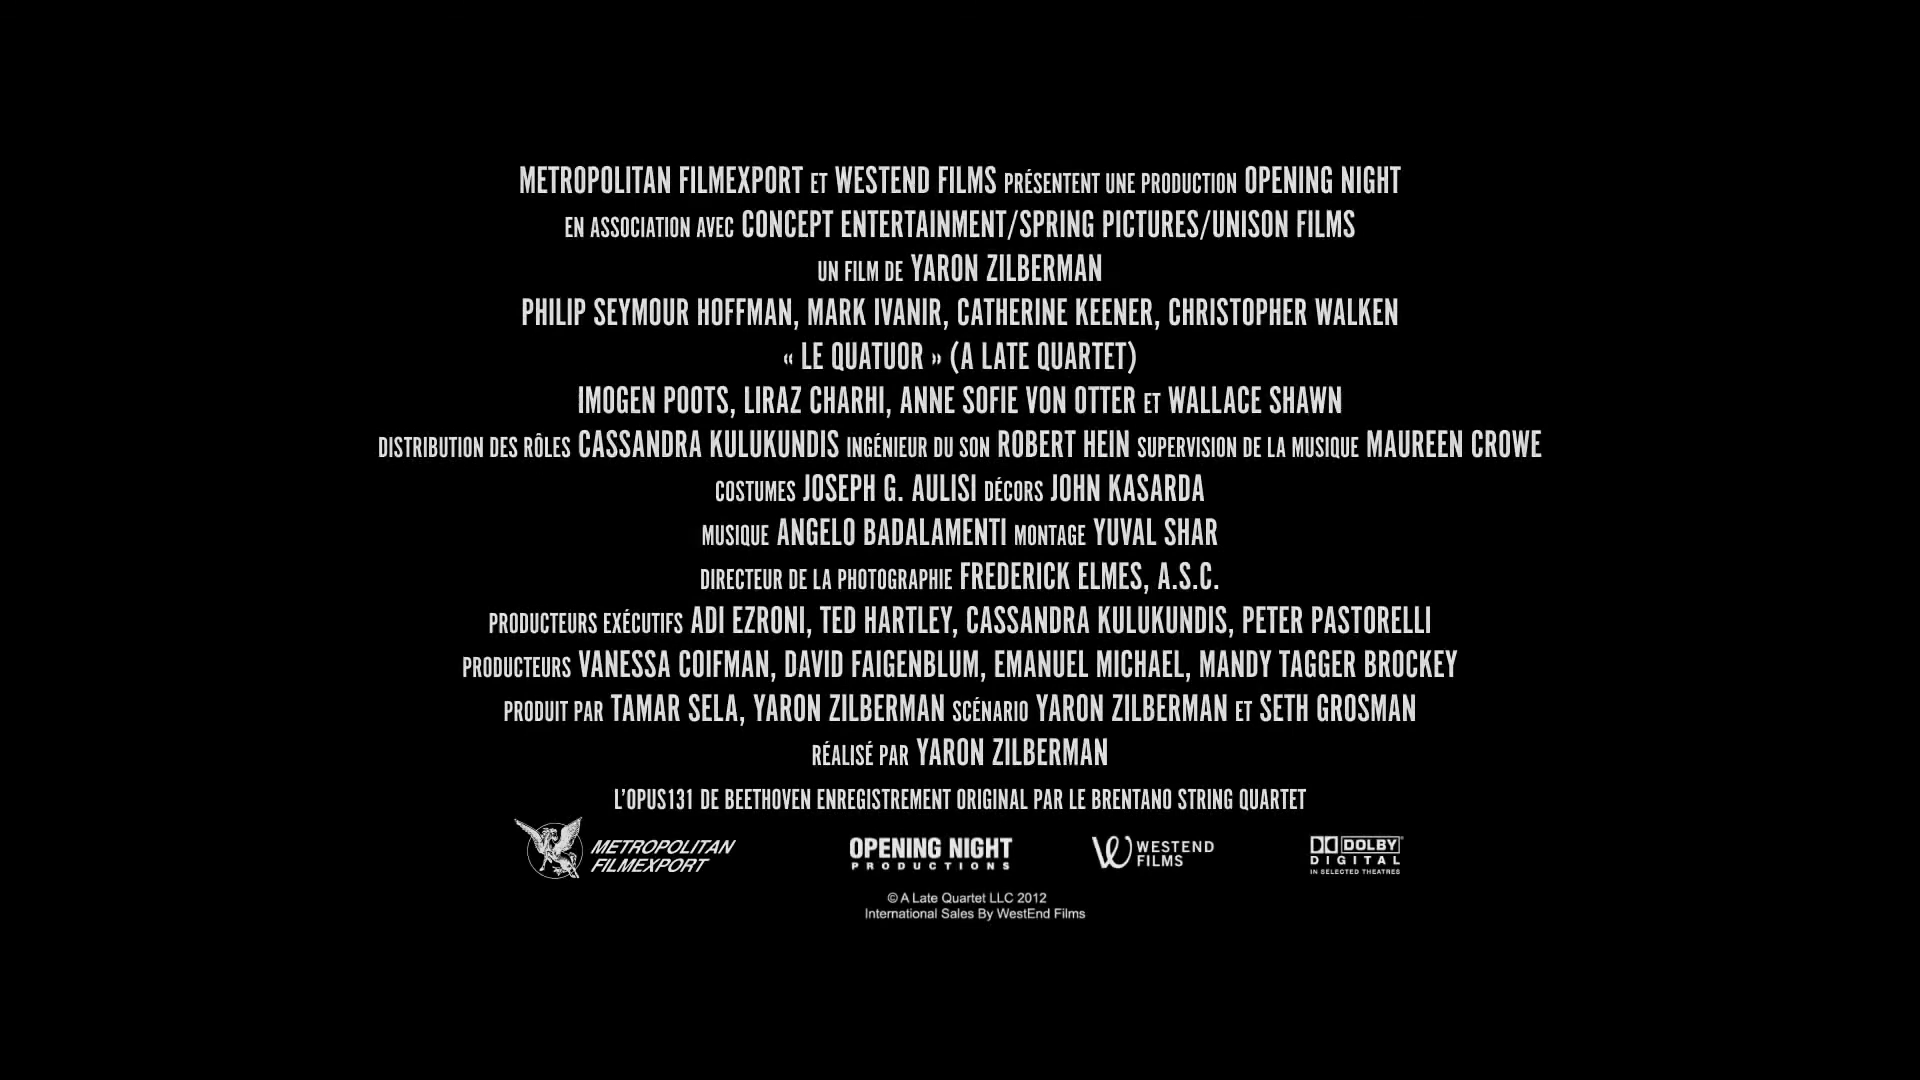 METROPOLITAN FILMEXPORT ET WESTEND FILMS PRÉSENTENT UNE PRODUCTION OPENING NIGHT
EN ASSOCIATION AVEC CONCEPT ENTERTAINMENT/SPRING PICTURES/UNISON FILMS
UN FILM DE YARON ZILBERMAN
PHILIP SEYMOUR HOFFMAN, MARK IVANIR, CATHERINE KEENER, CHRISTOPHER WALKEN
« LE QUATUOR » (A LATE QUARTET)
IMOGEN POOTS, LIRAZ CHARHI, ANNE SOFIE VON OTTER ET WALLACE SHAWN
DISTRIBUTION DES RÔLES CASSANDRA KULUKUNDIS INGÉNIEUR DU SON ROBERT HEIN SUPERVISION DE LA MUSIQUE MAUREEN CROWE
COSTUMES JOSEPH G. AULISI DÉCORS JOHN KASARDA
MUSIQUE ANGELO BADALAMENTI MONTAGE YUVAL SHAR
DIRECTEUR DE LA PHOTOGRAPHIE FREDERICK ELMES, A.S.C.
PRODUCTEURS EXÉCUTIFS ADI EZRONI, TED HARTLEY, CASSANDRA KULUKUNDIS, PETER PASTORELLI
PRODUCTEURS VANESSA COIFMAN, DAVID FAIGENBLUM, EMANUEL MICHAEL, MANDY TAGGER BROCKEY
PRODUIT PAR TAMAR SELA, YARON ZILBERMAN SCÉNARIO YARON ZILBERMAN ET SETH GROSMAN
RÉALISÉ PAR YARON ZILBERMAN
L'OPUS131 DE BEETHOVEN ENREGISTREMENT ORIGINAL PAR LE BRENTANO STRING QUARTET
METROPOLITAN
FILMEXPORT
OPENING NIGHT
PRODUCTIONS
WESTEND
FILMS
DOLBY®
DIGITAL
IN SELECTED THEATRES
© A Late Quartet LLC 2012
International Sales By WestEnd Films